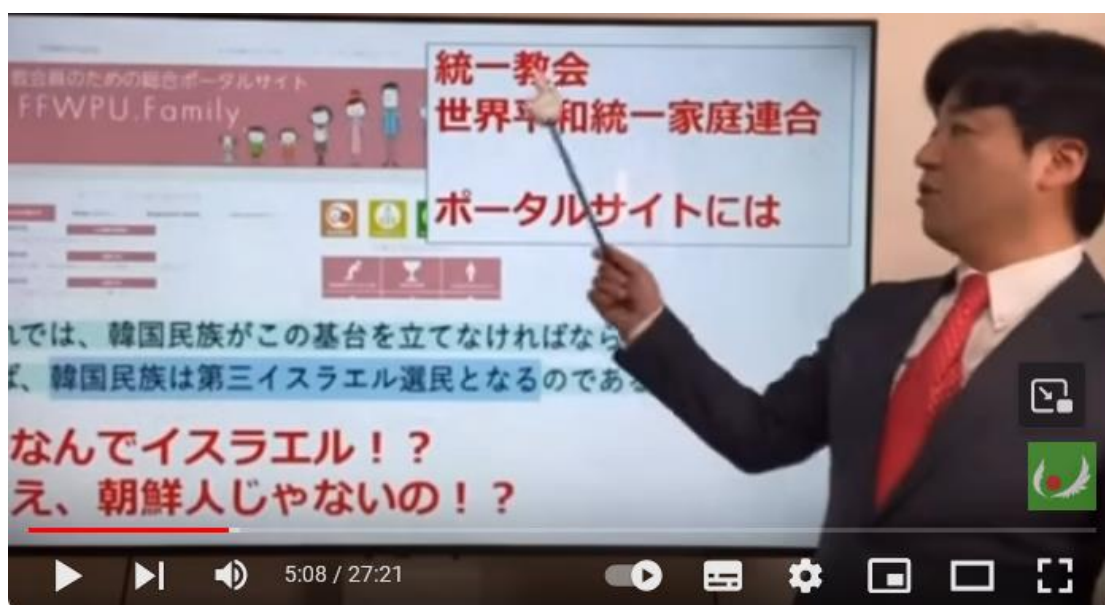 教会員のための総合ポータルサイト
FFWPU.Family
統一教会
世界平和統一家庭連合
ポータルサイトには
れでは、韓国民族がこの基台を立てなければなら
ば、韓国民族は第三イスラエル選民となるのである
なんでイスラエル！？
え、朝鮮人じゃないの！？
5:08 / 27:21